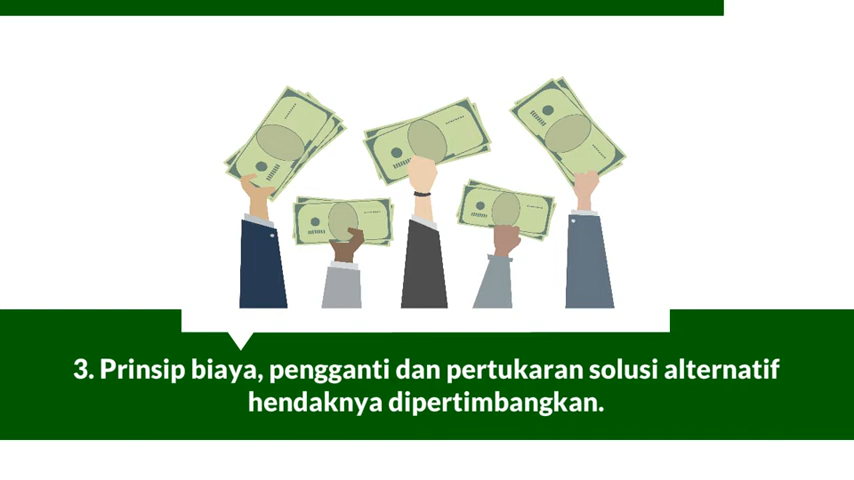 3. Prinsip biaya, pengganti dan pertukaran solusi alternatif
hendaknya dipertimbangkan.